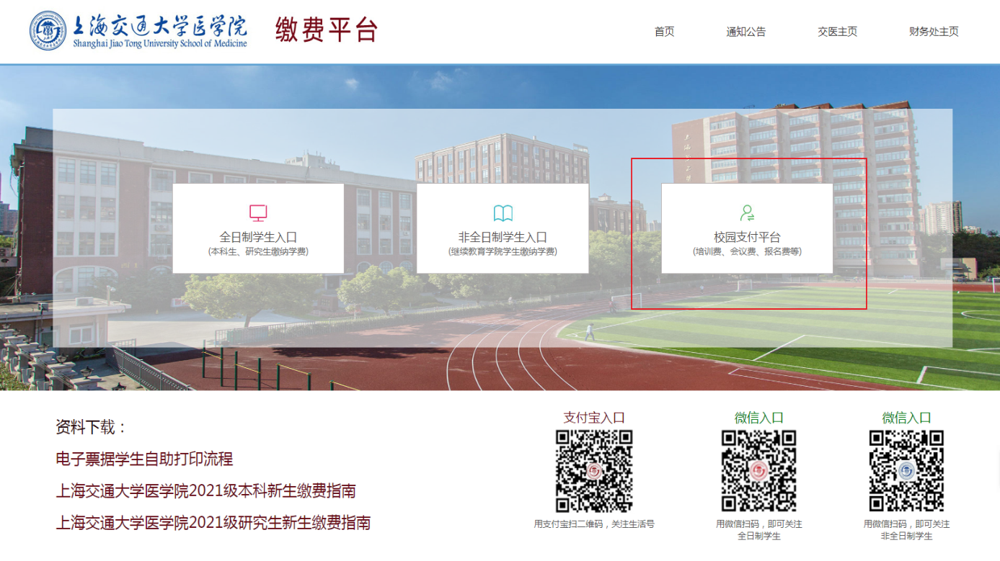 上海交通大学医学院
Shanghai Jiao Tong University School of Medicine
缴费平台
首页
通知公告
交医主页
财务处主页
全日制学生入口
(本科生、研究生缴纳学费)
非全日制学生入口
(继续教育学院学生缴纳学费)
校园支付平台
(培训费、会议费、报名费等)
资料下载：
电子票据学生自助打印流程
上海交通大学医学院2021级本科新生缴费指南
上海交通大学医学院2021级研究生新生缴费指南
支付宝入口
用支付宝扫二维码，关注生活号
微信入口
用微信扫码，即可关注
全日制学生
微信入口
用微信扫码，即可关注
非全日制学生